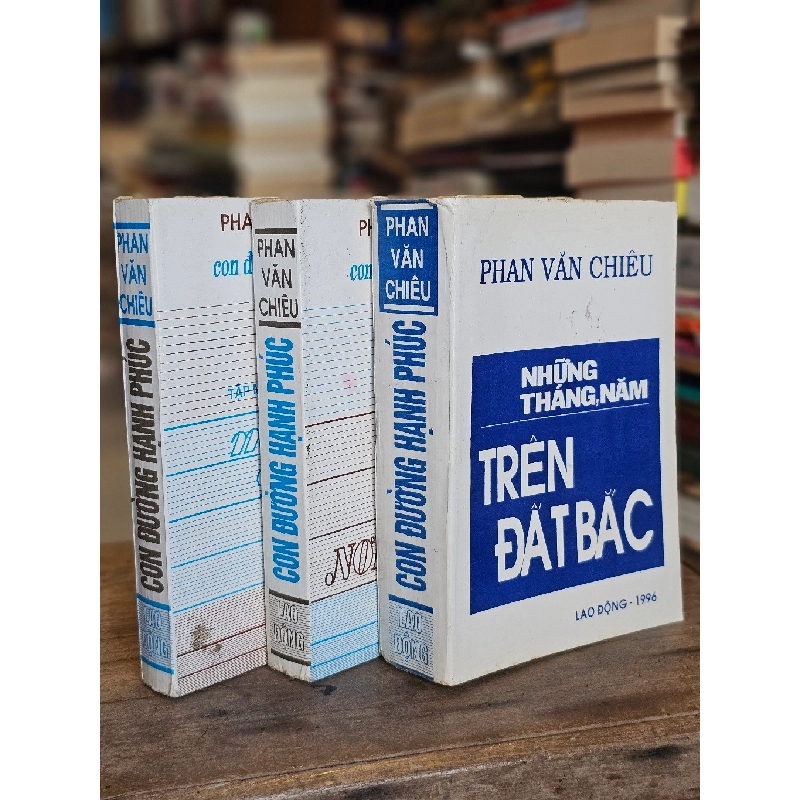 PHAN
VĂN
CHIÊU
CON ĐƯỜNG HẠNH PHÚC
LAO
ĐỘNG
PHAN
VĂN
CHIÊU
CON ĐƯỜNG HẠNH PHÚC
LAO
ĐỘNG
PHAN
VĂN
CHIÊU
CON ĐƯỜNG HẠNH PHÚC
LAO
ĐỘNG
PHAN VĂN CHIÊU
NHỮNG
THÁNG, NĂM
TRÊN
ĐẤT BẮC
LAO ĐỘNG - 1996